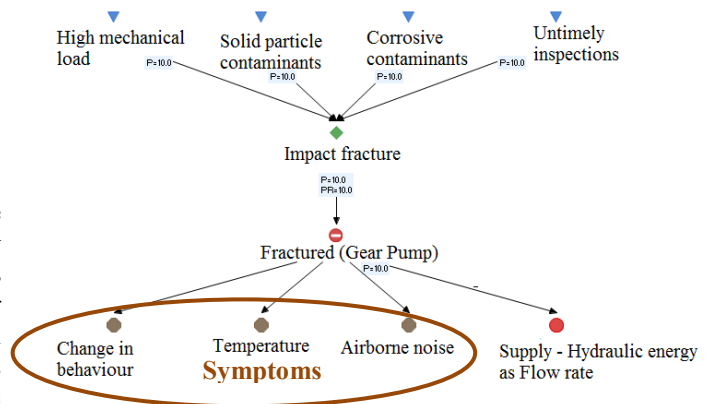 High mechanical
load
Solid particle
contaminants
Corrosive
contaminants
Untimely
inspections
P=10.0
P=10.0
P=10.0
P=10.0
Impact fracture
P=10.0
PR=10.0
Fractured (Gear Pump)
P=10.0
Change in
behaviour
Temperature
Airborne noise
Supply - Hydraulic energy
as Flow rate
Symptoms